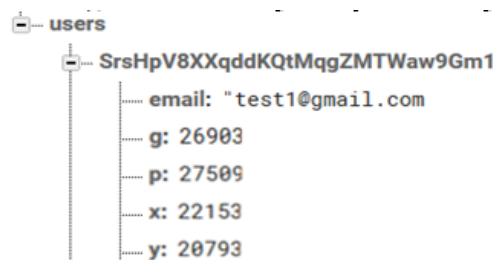 users
SrsHpV8XXqddKQtMqgZMTWaw9Gm1
email: "test1@gmail.com
g: 26903
p: 27509
x: 22153
y: 20793